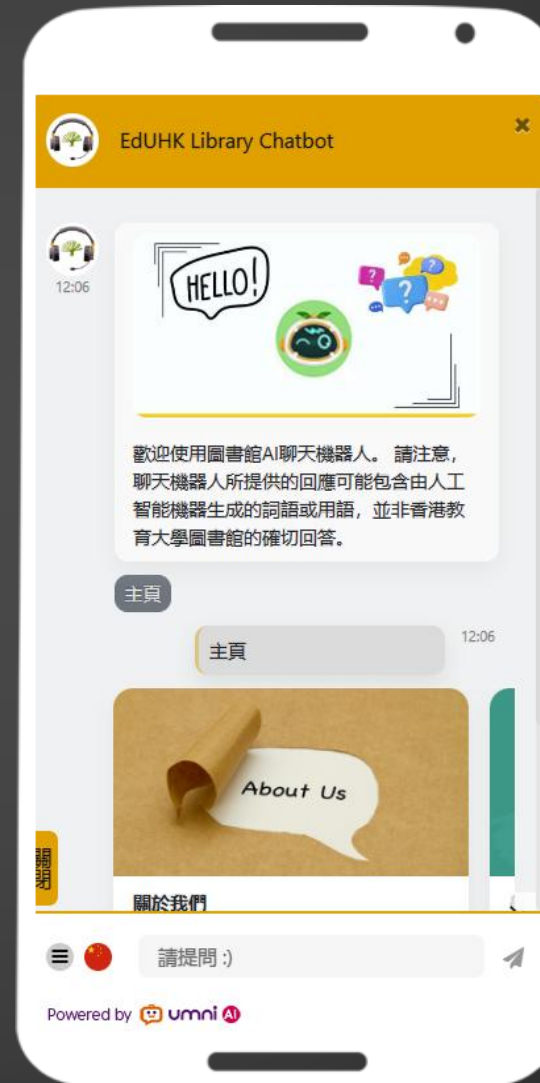 EdUHK Library Chatbot
HELLO!
? ? ?
12:06
歡迎使用圖書館AI聊天機器人。 請注意，
聊天機器人所提供的回應可能包含由人工
智能機器生成的詞語或用語，並非香港教
育大學圖書館的確切回答。
主頁
主頁
12:06
About Us
關閉
關於我們
請提問 :)
Powered by umni AI